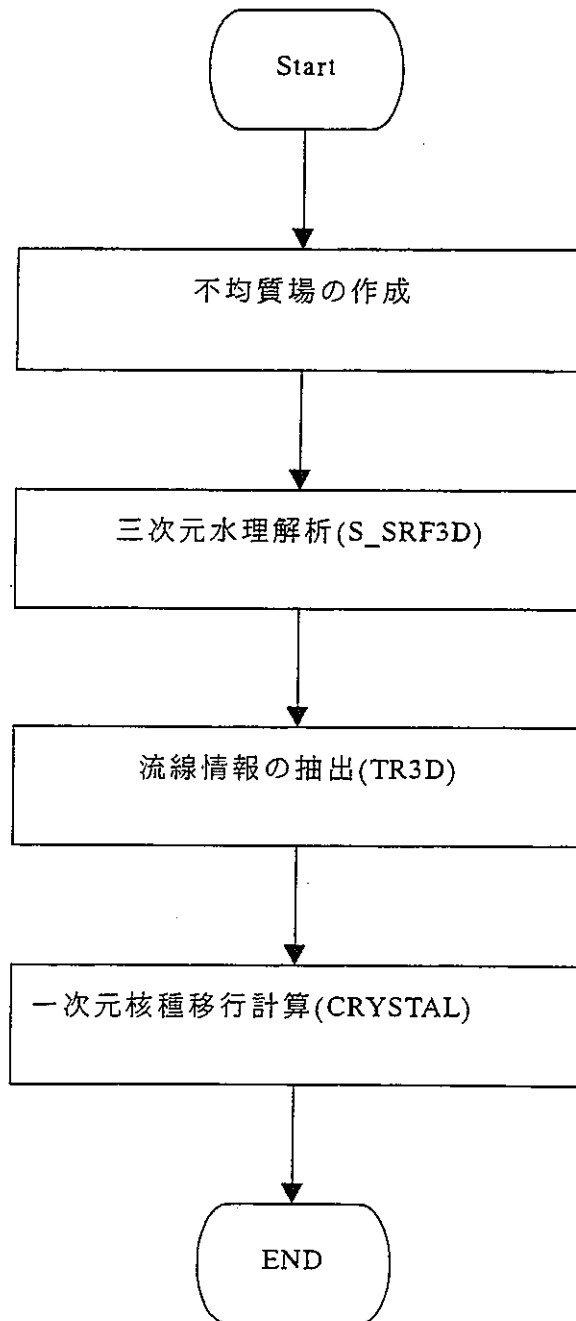 Start
不均質場の作成
三次元水理解析(S_SRF3D)
流線情報の抽出(TR3D)
一次元核種移行計算(CRYSTAL)
END